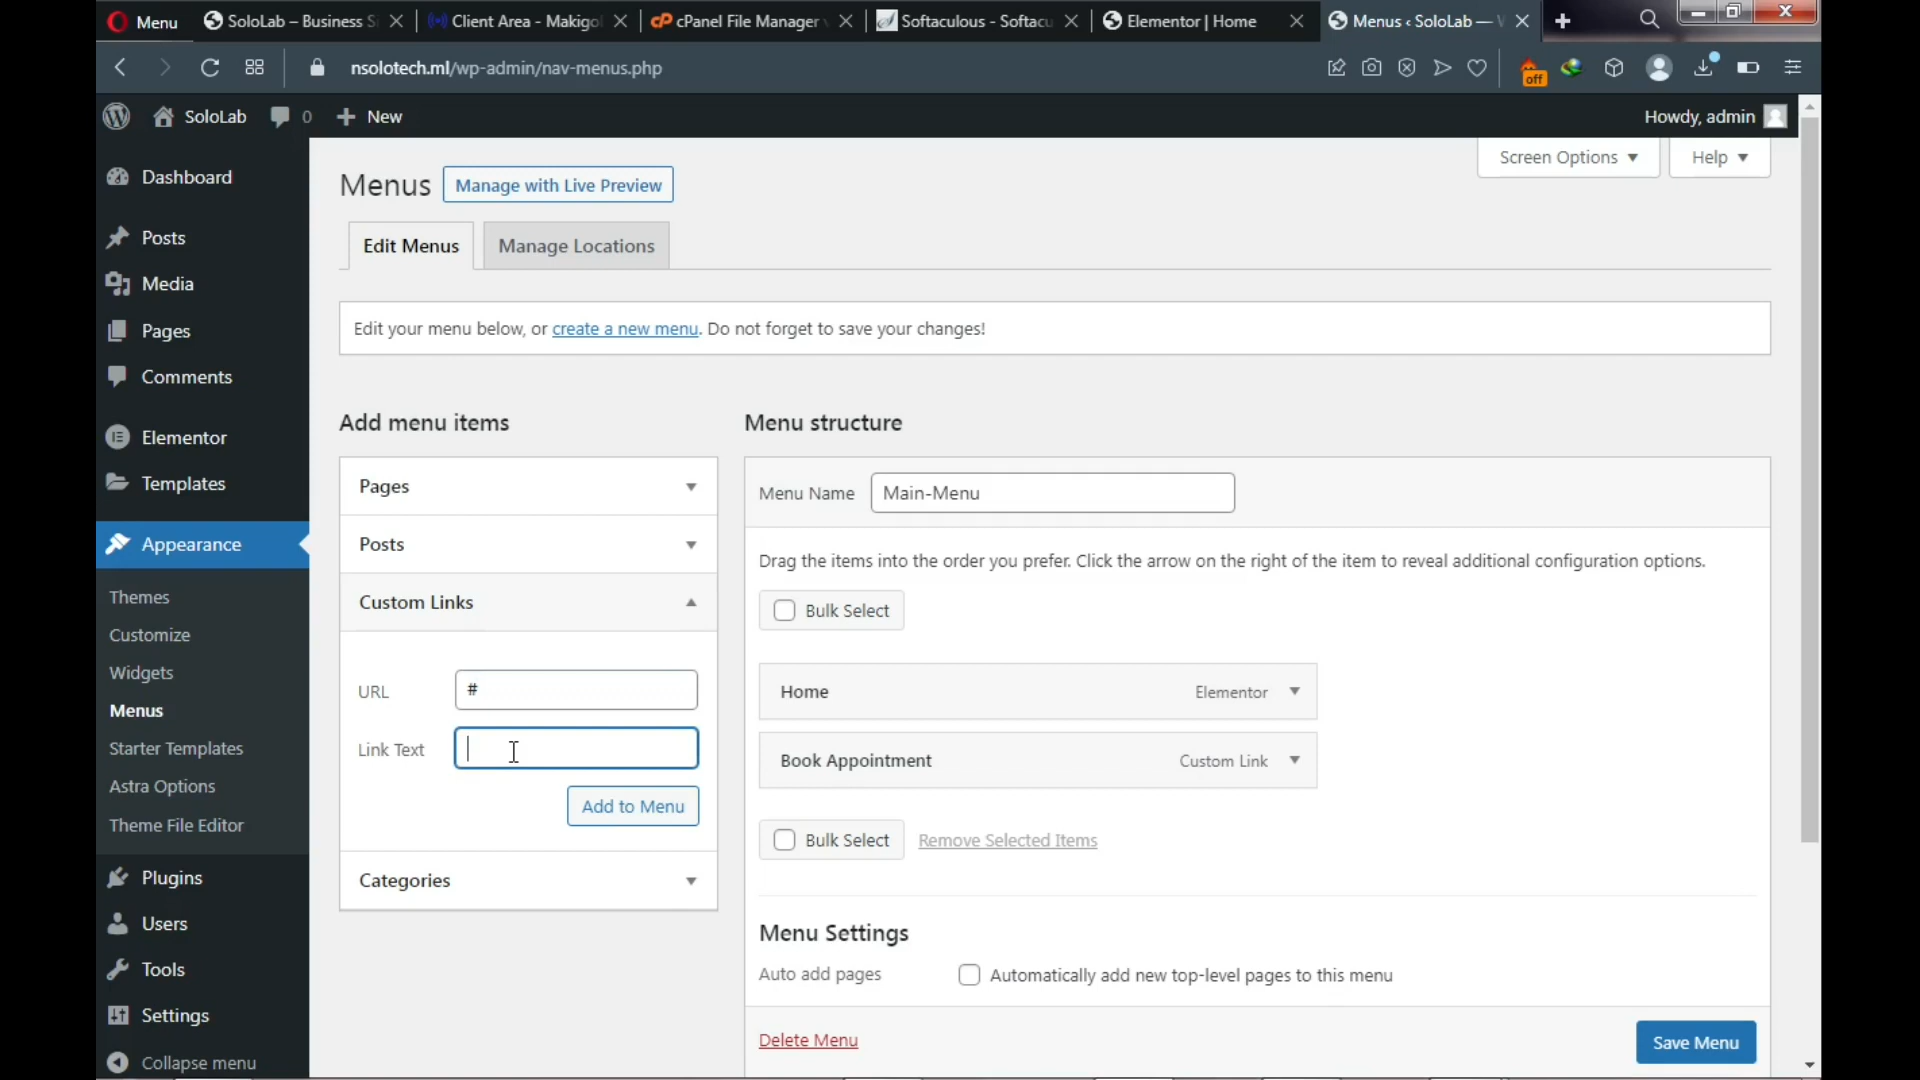 Menu
SoloLab – Business Si
Client Area - Makigol
cPanel File Manager v
Softaculous - Softacu
Elementor | Home
Menus ‹ SoloLab — W
nsolotech.ml/wp-admin/nav-menus.php
off
SoloLab
0
New
Howdy, admin
Screen Options
Help
Dashboard
Posts
Media
Pages
Comments
Elementor
Templates
Appearance
Themes
Customize
Widgets
Menus
Starter Templates
Astra Options
Theme File Editor
Plugins
Users
Tools
Settings
Collapse menu
Menus
Manage with Live Preview
Edit Menus
Manage Locations
Edit your menu below, or create a new menu. Do not forget to save your changes!
Add menu items
Pages
Posts
Custom Links
URL
#
Link Text
Add to Menu
Categories
Menu structure
Menu Name
Main-Menu
Drag the items into the order you prefer. Click the arrow on the right of the item to reveal additional configuration options.
Bulk Select
Home
Elementor
Book Appointment
Custom Link
Bulk Select
Remove Selected Items
Menu Settings
Auto add pages
Automatically add new top-level pages to this menu
Delete Menu
Save Menu